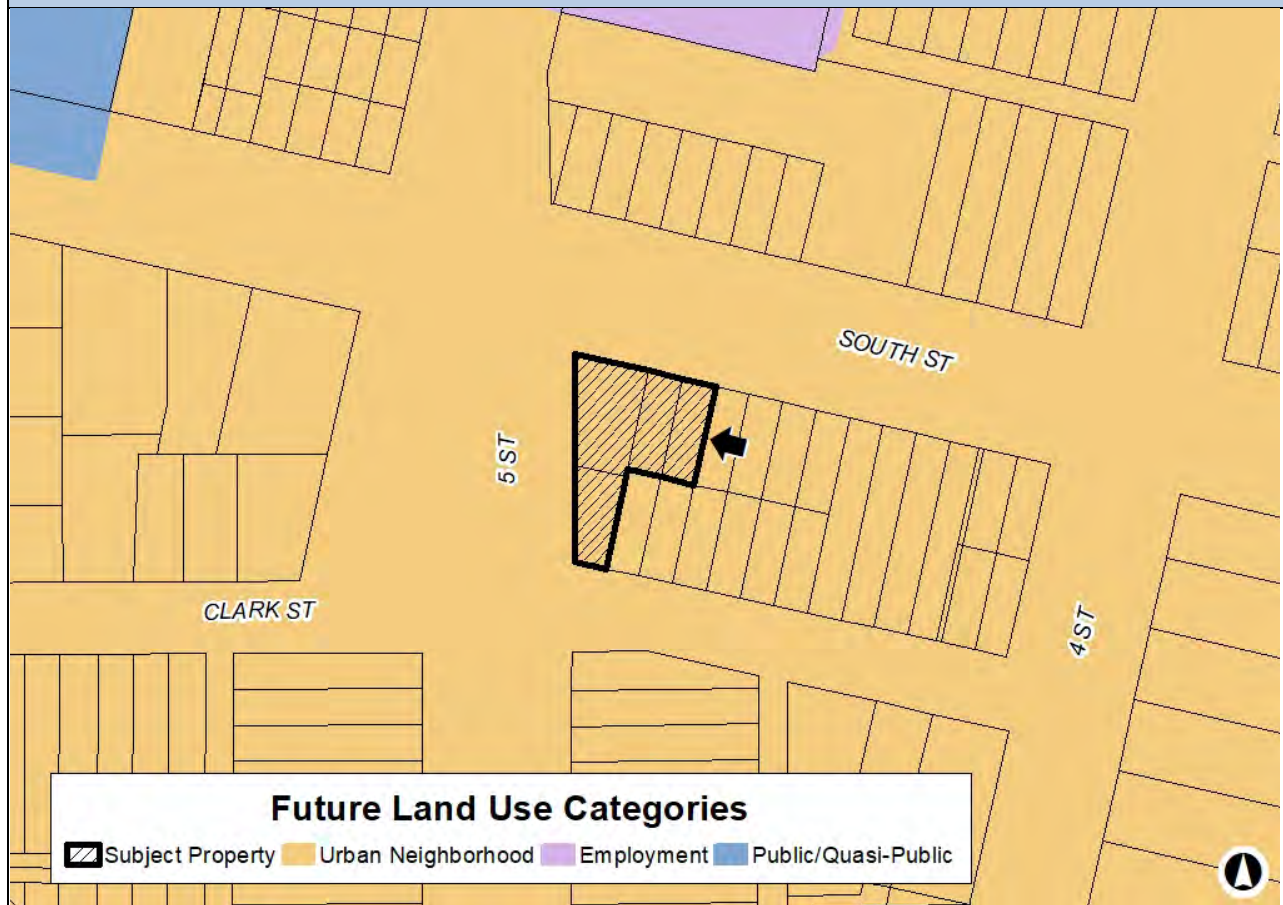 SOUTH ST
5 ST
CLARK ST
4 ST
Future Land Use Categories
Subject Property Urban Neighborhood Employment Public/Quasi-Public